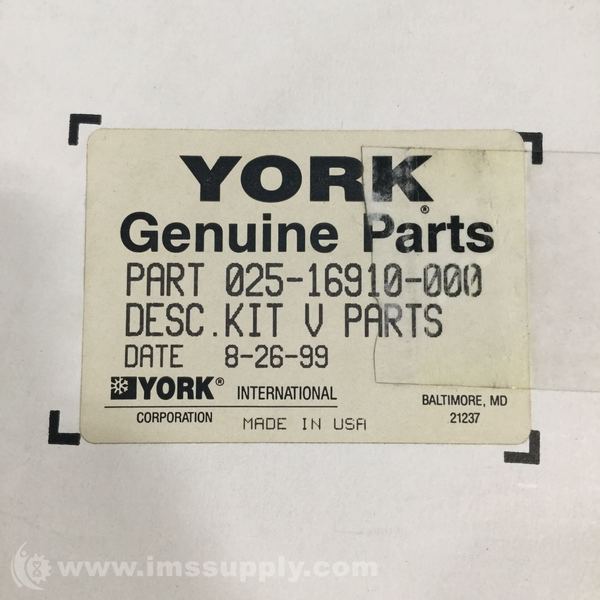 YORK®
Genuine Parts
PART 025-16910-000
DESC. KIT V PARTS
DATE 8-26-99
YORK® INTERNATIONAL
CORPORATION
BALTIMORE, MD
21237
MADE IN USA
www.imssupply.com